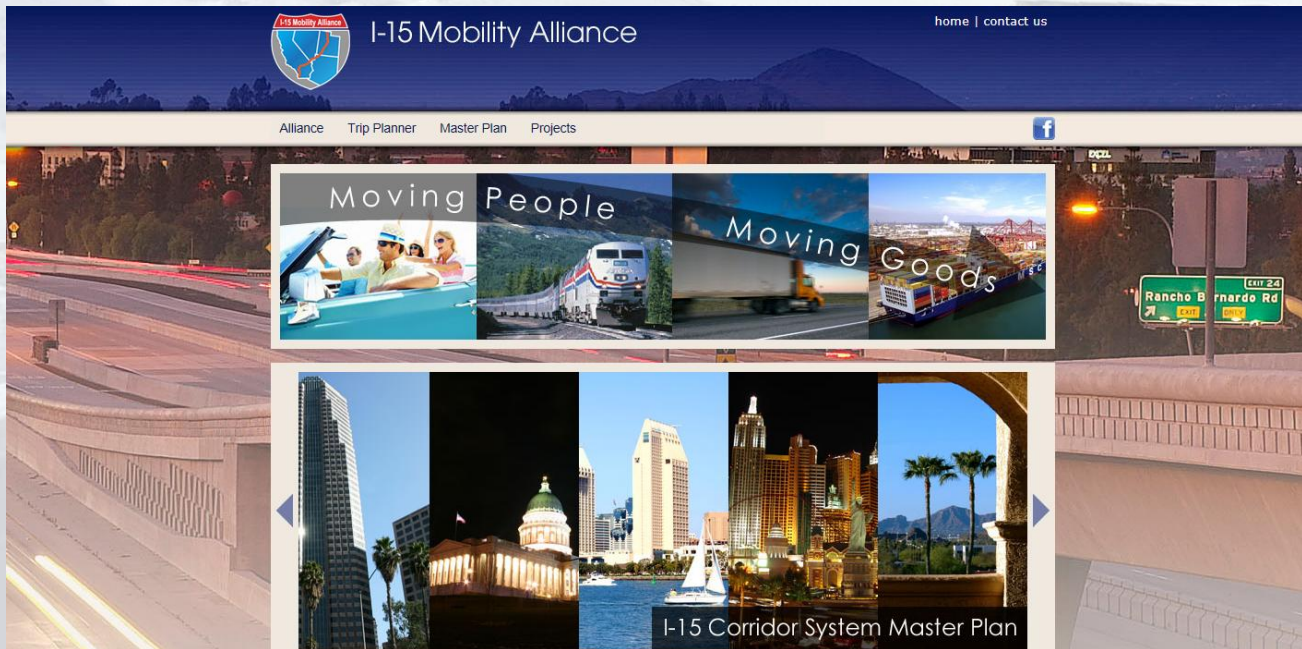 I-15 Mobility Alliance
I-15 Mobility Alliance
home | contact us
Alliance
Trip Planner
Master Plan
Projects
f
Moving People
Moving Goods
MSC
EXIT 24
Rancho B rnardo Rd
EXIT ONLY
I-15 Corridor System Master Plan